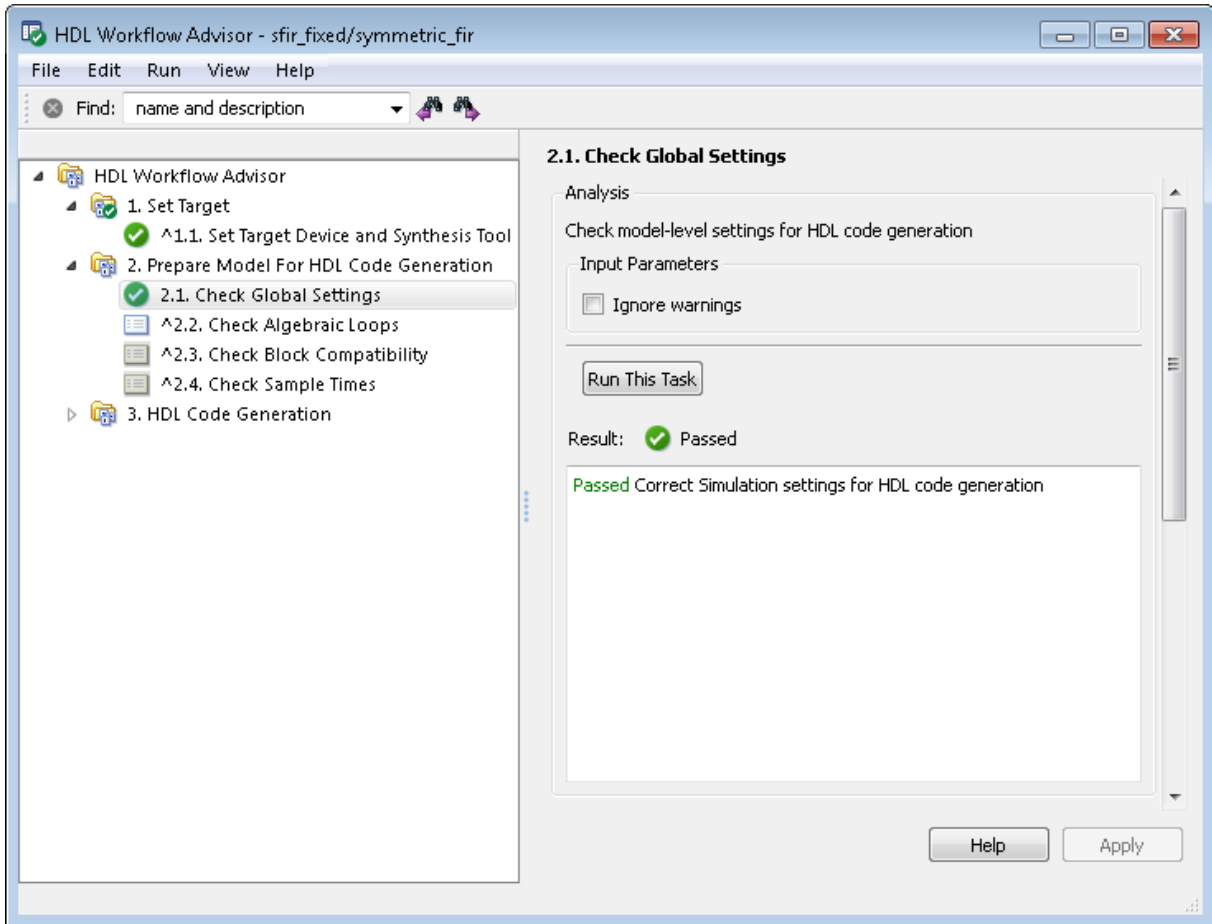 HDL Workflow Advisor - sfir_fixed/symmetric_fir
File Edit Run View Help
Find: name and description
HDL Workflow Advisor
1. Set Target
^1.1. Set Target Device and Synthesis Tool
2. Prepare Model For HDL Code Generation
2.1. Check Global Settings
^2.2. Check Algebraic Loops
^2.3. Check Block Compatibility
^2.4. Check Sample Times
3. HDL Code Generation
2.1. Check Global Settings
Analysis
Check model-level settings for HDL code generation
Input Parameters
Ignore warnings
Run This Task
Result: Passed
Passed Correct Simulation settings for HDL code generation
Help Apply